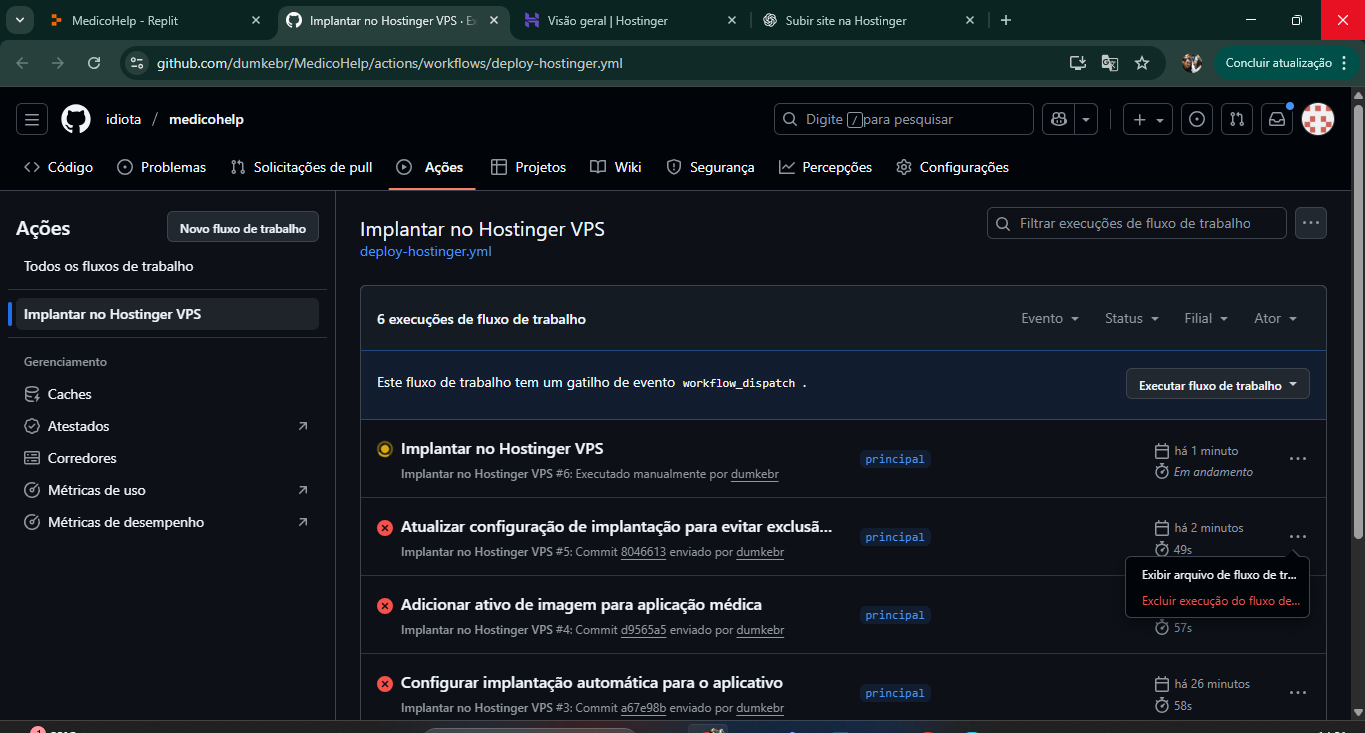 MedicoHelp - Replit
Implantar no Hostinger VPS · E
Visão geral | Hostinger
Subir site na Hostinger
github.com/dumkebr/MedicoHelp/actions/workflows/deploy-hostinger.yml
Concluir atualização
idiota / medicohelp
Digite / para pesquisar
Código
Problemas
Solicitações de pull
Ações
Projetos
Wiki
Segurança
Percepções
Configurações
Ações
Novo fluxo de trabalho
Todos os fluxos de trabalho
Implantar no Hostinger VPS
Gerenciamento
Caches
Atestados
Corredores
Métricas de uso
Métricas de desempenho
Implantar no Hostinger VPS
deploy-hostinger.yml
Filtrar execuções de fluxo de trabalho
6 execuções de fluxo de trabalho
Evento
Status
Filial
Ator
Este fluxo de trabalho tem um gatilho de evento workflow_dispatch .
Executar fluxo de trabalho
Implantar no Hostinger VPS
Implantar no Hostinger VPS #6: Executado manualmente por dumkebr
principal
há 1 minuto
Em andamento
Atualizar configuração de implantação para evitar exclusã...
Implantar no Hostinger VPS #5: Commit 8046613 enviado por dumkebr
principal
há 2 minutos
49s
Exibir arquivo de fluxo de tr...
Excluir execução do fluxo de...
Adicionar ativo de imagem para aplicação médica
Implantar no Hostinger VPS #4: Commit d9565a5 enviado por dumkebr
principal
57s
Configurar implantação automática para o aplicativo
Implantar no Hostinger VPS #3: Commit a67e98b enviado por dumkebr
principal
há 26 minutos
58s